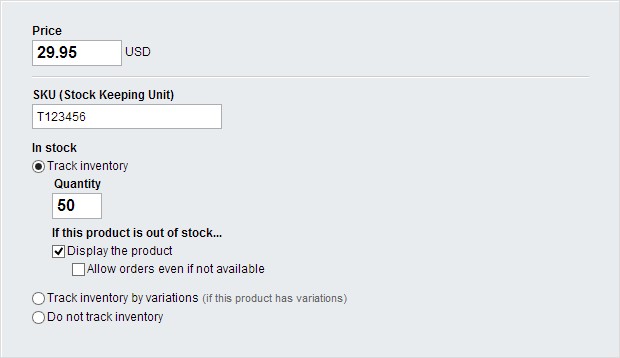 Price
29.95 USD
SKU (Stock Keeping Unit)
T123456
In stock
Track inventory
Quantity
50
If this product is out of stock...
Display the product
Allow orders even if not available
Track inventory by variations (if this product has variations)
Do not track inventory